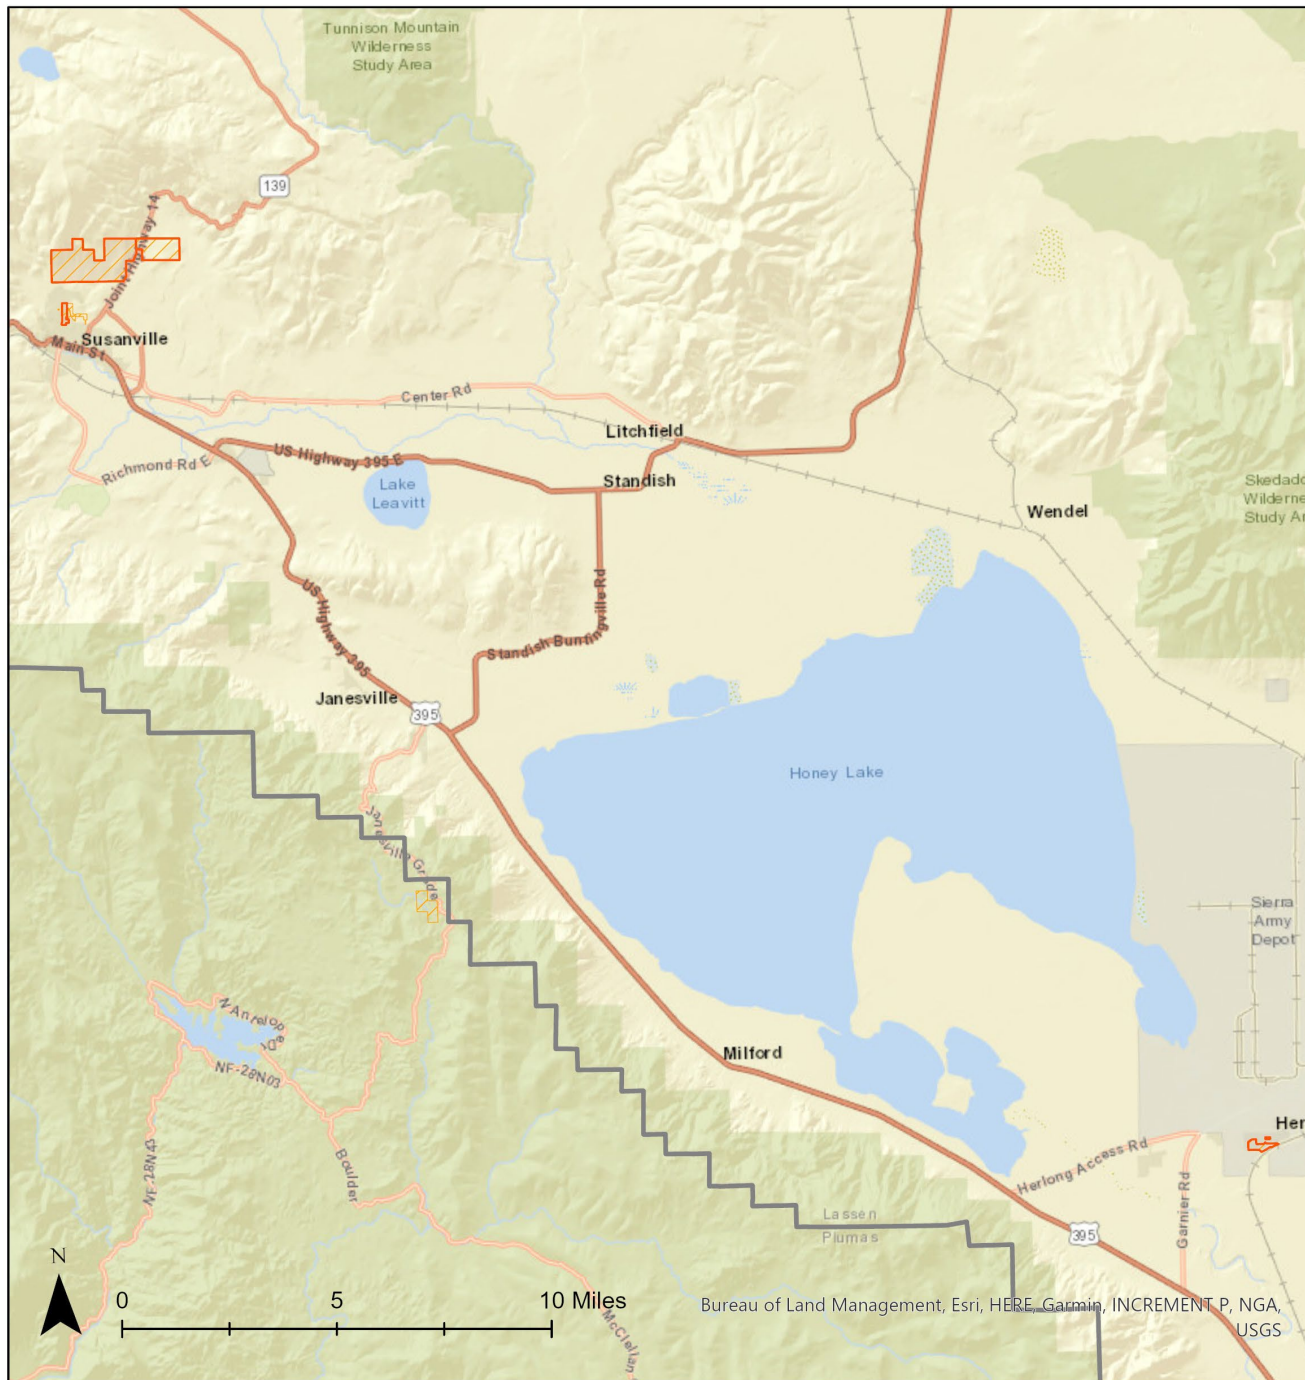 Tunnison Mountain
Wilderness
Study Area
139
Joint Highway 14
Susanville
Main St
Center Rd
Litchfield
Richmond Rd E
US Highway 395 E
Lake
Leavitt
Standish
Wendel
Skedadd
Wilderne
Study Ar
US Highway 395
Standish Buntingville Rd
Janesville
395
Honey Lake
Janesville Grade
Sierra
Army
Depot
N Antelope Dr
NF-28N03
Milford
Her
NF-28N43
Boulder
Herlong Access Rd
Garnier Rd
Lassen
Plumas
395
N
0 5 10 Miles
McClellan
Bureau of Land Management, Esri, HERE, Garmin, INCREMENT P, NGA,
USGS